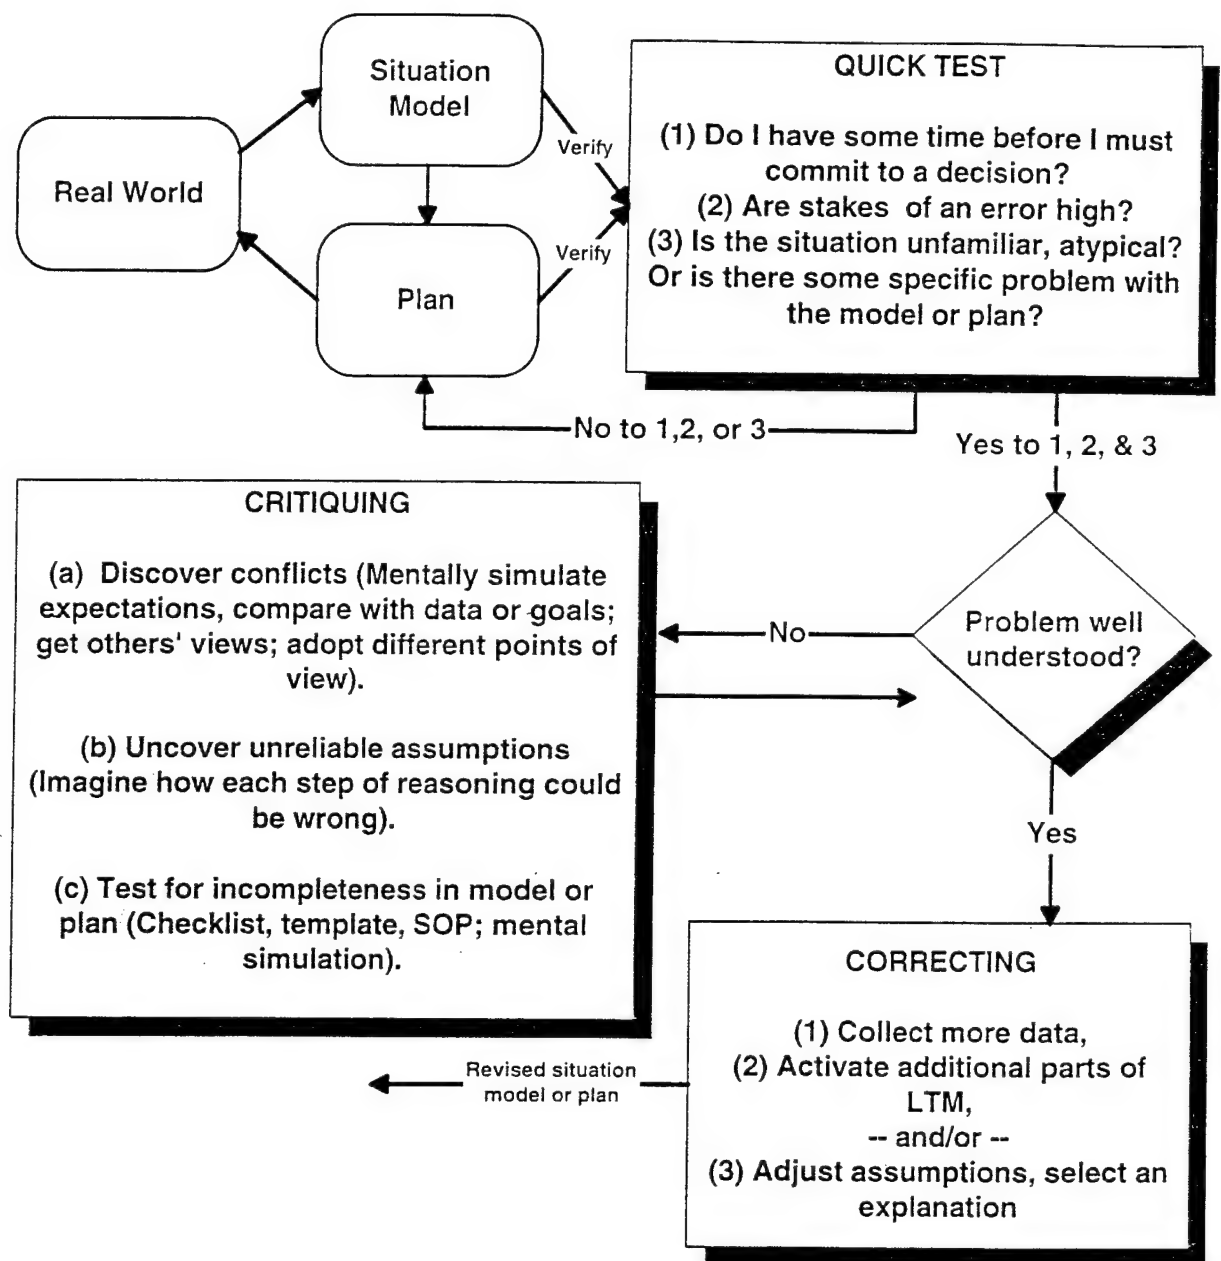 Situation
Model
Real World
Plan
Verify
Verify
QUICK TEST
(1) Do I have some time before I must
commit to a decision?
(2) Are stakes of an error high?
(3) Is the situation unfamiliar, atypical?
Or is there some specific problem with
the model or plan?
No to 1,2, or 3
Yes to 1, 2, & 3
CRITIQUING
(a) Discover conflicts (Mentally simulate
expectations, compare with data or goals;
get others' views; adopt different points of
view).
(b) Uncover unreliable assumptions
(Imagine how each step of reasoning could
be wrong).
(c) Test for incompleteness in model or
plan (Checklist, template, SOP; mental
simulation).
No
Problem well
understood?
Yes
CORRECTING
(1) Collect more data,
(2) Activate additional parts of
LTM,
-- and/or --
(3) Adjust assumptions, select an
explanation
Revised situation
model or plan